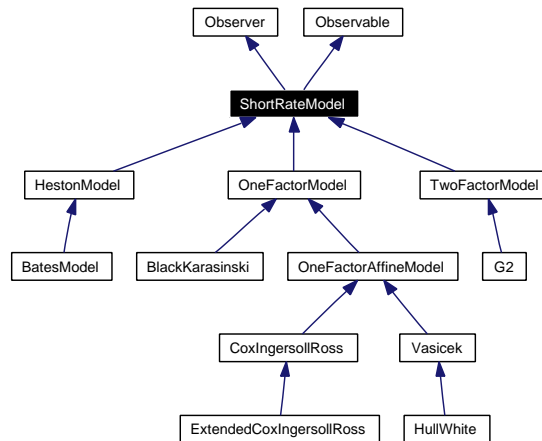 Observer
Observable
ShortRateModel
HestonModel
OneFactorModel
TwoFactorModel
BatesModel
BlackKarasinski
OneFactorAffineModel
G2
CoxIngersollRoss
Vasicek
ExtendedCoxIngersollRoss
HullWhite